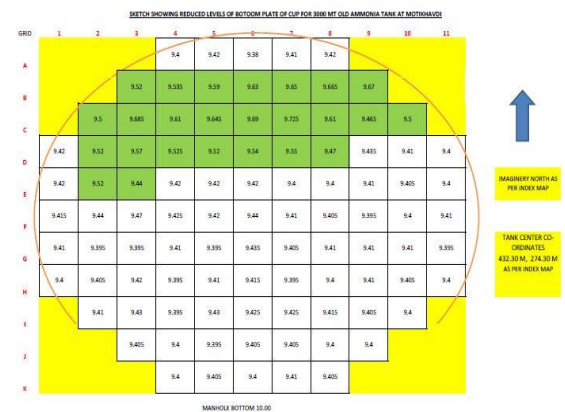 SKETCH SHOWING REDUCED LEVELS OF BOTOOM PLATE OF CUP FOR 3000 MT OLD AMMONIA TANK AT MOTIKHAVDI
GRID 1 2 3 4 5 6 7 8 9 10 11
9.4 9.42 9.38 9.41 9.42
A
9.52 9.535 9.59 9.63 9.65 9.665 9.67
B
9.5 9.685 9.61 9.645 9.69 9.725 9.61 9.465 9.5
C
9.42 9.52 9.57 9.525 9.52 9.54 9.55 9.47 9.435 9.41 9.4
D
9.42 9.52 9.44 9.42 9.42 9.42 9.4 9.4 9.41 9.405 9.4
E
9.415 9.44 9.47 9.425 9.42 9.44 9.41 9.405 9.395 9.4 9.41
F
9.41 9.395 9.395 9.41 9.395 9.435 9.405 9.41 9.41 9.41 9.395
G
9.4 9.405 9.42 9.395 9.41 9.415 9.395 9.4 9.41 9.405 9.4
H
9.41 9.43 9.395 9.43 9.425 9.425 9.415 9.405 9.4
I
9.405 9.4 9.395 9.405 9.405 9.4 9.4
J
9.4 9.405 9.4 9.41 9.405
K
MANHOLE BOTTOM 10.00
IMAGINERY NORTH AS
PER INDEX MAP
TANK CENTER CO-
ORDINATES
432.30 M, 274.30 M
AS PER INDEX MAP